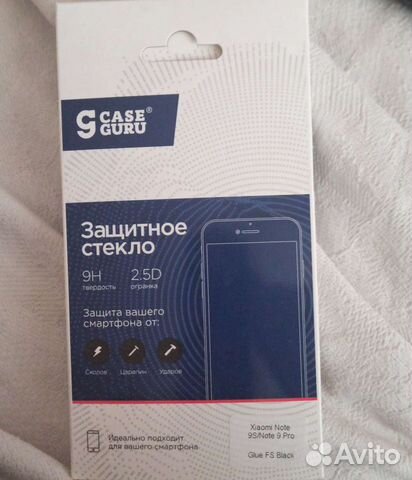 g CASE®
GURU
Защитное
стекло
9H 2.5D
твердость огранка
Защита вашего
смартфона от:
Сколов Царапин Ударов
Идеально подходит
для вашего смартфона
Xiaomi Note
9S/Note 9 Pro
Glue FS Black
Avito